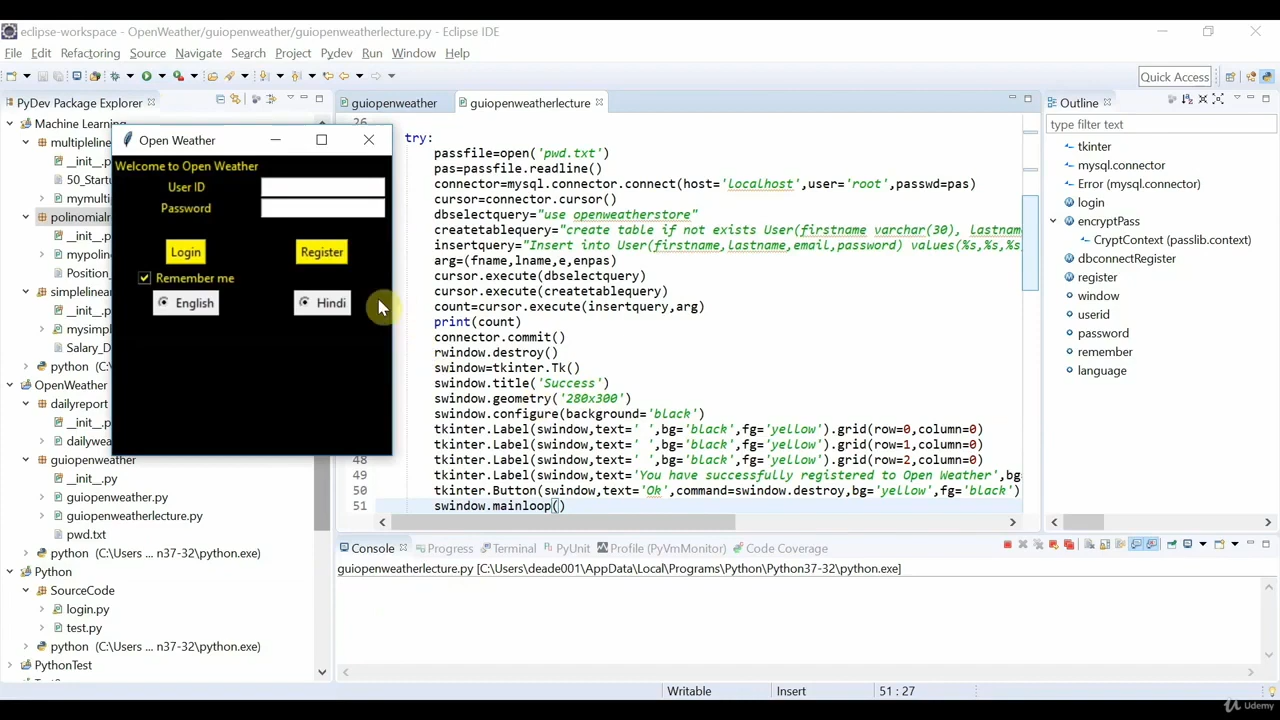 eclipse-workspace - OpenWeather/guiopenweather/guiopenweatherlecture.py - Eclipse IDE
File Edit Refactoring Source Navigate Search Project Pydev Run Window Help
Quick Access
PyDev Package Explorer
Machine Learning
multipleline
__init__.p
50_Startu
mymulti
polinomialr
__init__.p
mypoline
Position_
simplelinear
__init__.p
mysimpl
Salary_D
python (C:
OpenWeather
dailyreport
__init__.p
dailywea
guiopenweather
__init__.py
guiopenweather.py
guiopenweatherlecture.py
pwd.txt
python (C:\Users ... n37-32\python.exe)
Python
SourceCode
login.py
test.py
python (C:\Users ... n37-32\python.exe)
PythonTest
Open Weather
Welcome to Open Weather
User ID
Password
Login Register
Remember me
English Hindi
guiopenweather guiopenweatherlecture
26
try:
passfile=open('pwd.txt')
pas=passfile.readline()
connector=mysql.connector.connect(host='localhost',user='root',passwd=pas)
cursor=connector.cursor()
dbselectquery="use openweatherstore"
createtablequery="create table if not exists User(firstname varchar(30), lastnam
insertquery="Insert into User(firstname,lastname,email,password) values(%s,%s,%s
arg=(fname,lname,e,enpas)
cursor.execute(dbselectquery)
cursor.execute(createtablequery)
count=cursor.execute(insertquery,arg)
print(count)
connector.commit()
rwindow.destroy()
swindow=tkinter.Tk()
swindow.title('Success')
swindow.geometry('280x300')
swindow.configure(background='black')
tkinter.Label(swindow,text=' ',bg='black',fg='yellow').grid(row=0,column=0)
tkinter.Label(swindow,text=' ',bg='black',fg='yellow').grid(row=1,column=0)
48 tkinter.Label(swindow,text=' ',bg='black',fg='yellow').grid(row=2,column=0)
49 tkinter.Label(swindow,text='You have successfully registered to Open Weather',bg
50 tkinter.Button(swindow,text='Ok',command=swindow.destroy,bg='yellow',fg='black')
51 swindow.mainloop()
Outline
type filter text
tkinter
mysql.connector
Error (mysql.connector)
login
encryptPass
CryptContext (passlib.context)
dbconnectRegister
register
window
userid
password
remember
language
Console Progress Terminal PyUnit Profile (PyVmMonitor) Code Coverage
guiopenweatherlecture.py [C:\Users\deade001\AppData\Local\Programs\Python\Python37-32\python.exe]
Writable Insert 51 : 27
Udemy